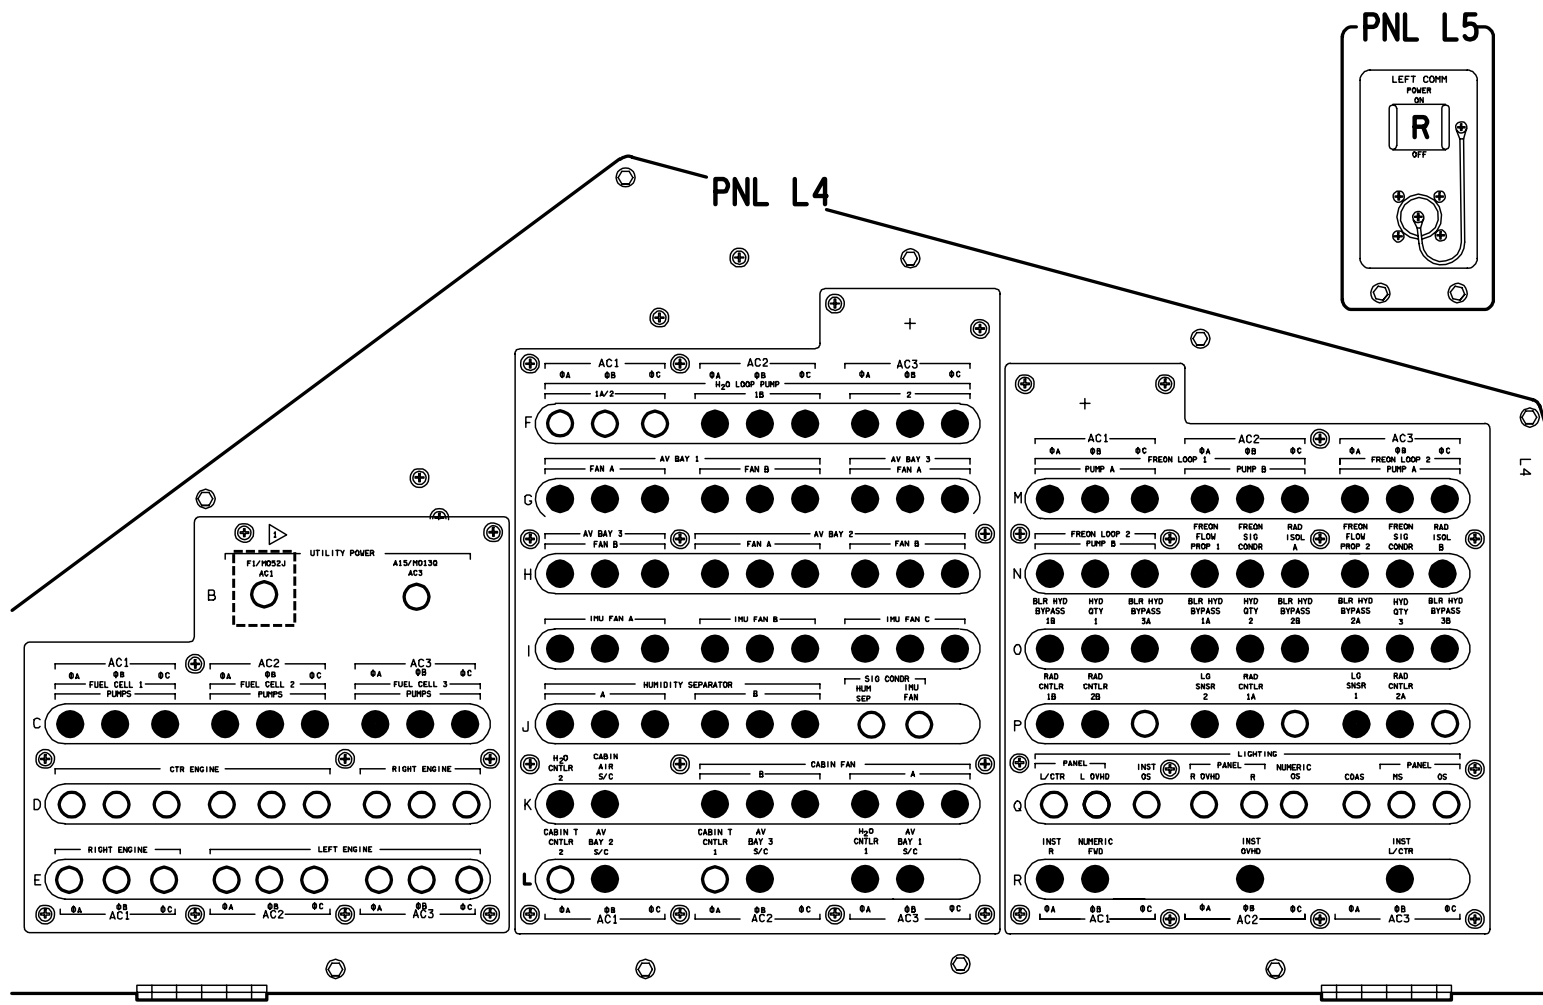 PNL L5
LEFT COMM
POWER
ON
R
OFF
PNL L4
L4
1
UTILITY POWER
F1/MO52J A15/MO13Q
AC1 AC3
B
AC1 AC2 AC3
ΦA ΦB ΦC ΦA ΦB ΦC ΦA ΦB ΦC
FUEL CELL 1 FUEL CELL 2 FUEL CELL 3
PUMPS PUMPS PUMPS
C
CTR ENGINE RIGHT ENGINE
D
RIGHT ENGINE LEFT ENGINE
E
ΦA ΦB ΦC ΦA ΦB ΦC ΦA ΦB ΦC
AC1 AC2 AC3
AC1 AC2 AC3
ΦA ΦB ΦC ΦA ΦB ΦC ΦA ΦB ΦC
H2O LOOP PUMP
1A/2 1B 2
F
AV BAY 1 AV BAY 3
FAN A FAN B FAN A
G
AV BAY 3 AV BAY 2
FAN B FAN A FAN B
H
IMU FAN A IMU FAN B IMU FAN C
I
HUMIDITY SEPARATOR SIG CONDR
A B HUM IMU
SEP FAN
J
H2O CABIN CABIN FAN
CNTLR AIR B A
2 S/C
K
CABIN T AV CABIN T AV H2O AV
CNTLR BAY 2 CNTLR BAY 3 CNTLR BAY 1
2 S/C 1 S/C 1 S/C
L
ΦA ΦB ΦC ΦA ΦB ΦC ΦA ΦB ΦC
AC1 AC2 AC3
AC1 AC2 AC3
ΦA ΦB ΦC ΦA ΦB ΦC ΦA ΦB ΦC
FREON LOOP 1 FREON LOOP 2
PUMP A PUMP B PUMP A
M
FREON LOOP 2 FREON FREON RAD FREON FREON RAD
PUMP B FLOW SIG ISOL FLOW SIG ISOL
PROP 1 CONDR A PROP 2 CONDR B
N
BLR HYD HYD BLR HYD BLR HYD HYD BLR HYD BLR HYD HYD BLR HYD
BYPASS QTY BYPASS BYPASS QTY BYPASS BYPASS QTY BYPASS
1B 1 3A 1A 2 2B 2A 3 3B
O
RAD RAD LG RAD LG RAD
CNTLR CNTLR SNSR CNTLR SNSR CNTLR
1B 2B 2 1A 1 2A
P
LIGHTING
PANEL INST PANEL NUMERIC PANEL
L/CTR L OVHD OS R OVHD R OS COAS MS OS
Q
INST NUMERIC INST INST
R FWD OVHD L/CTR
R
ΦA ΦB ΦC ΦA ΦB ΦC ΦA ΦB ΦC
AC1 AC2 AC3